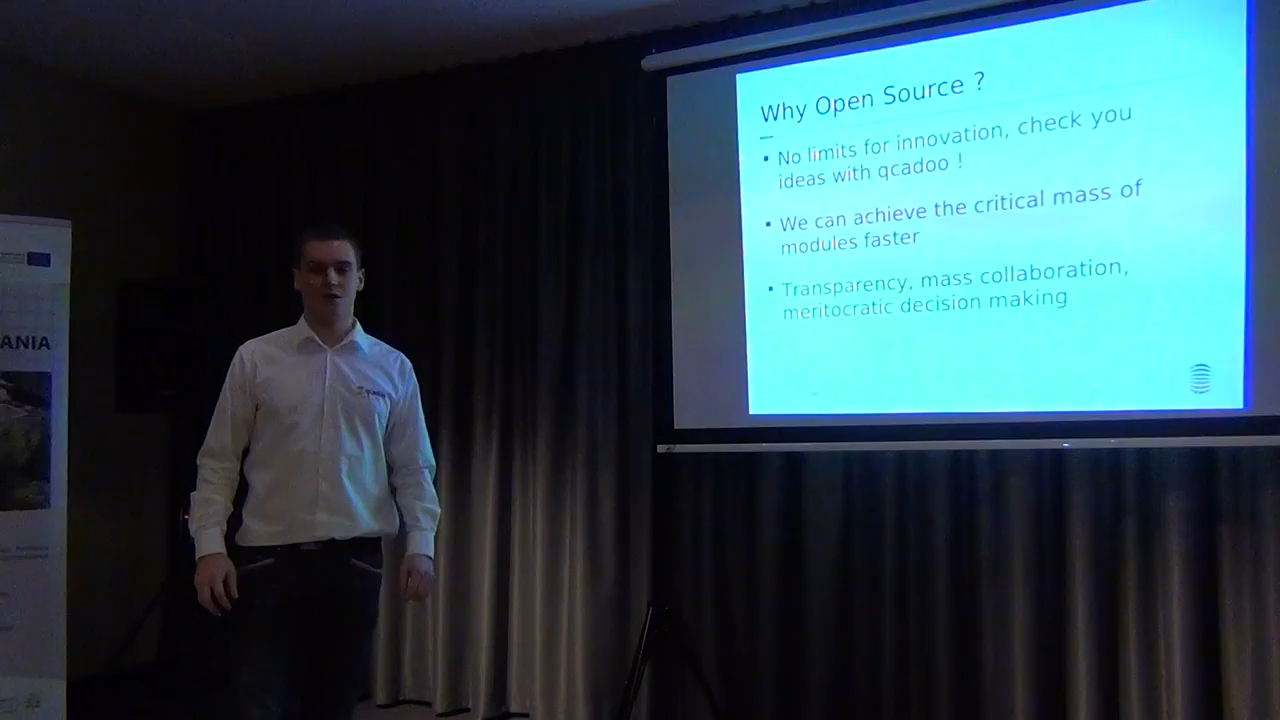 Why Open Source ?
No limits for innovation, check you
ideas with qcadoo !
We can achieve the critical mass of
modules faster
Transparency, mass collaboration,
meritocratic decision making
ANIA